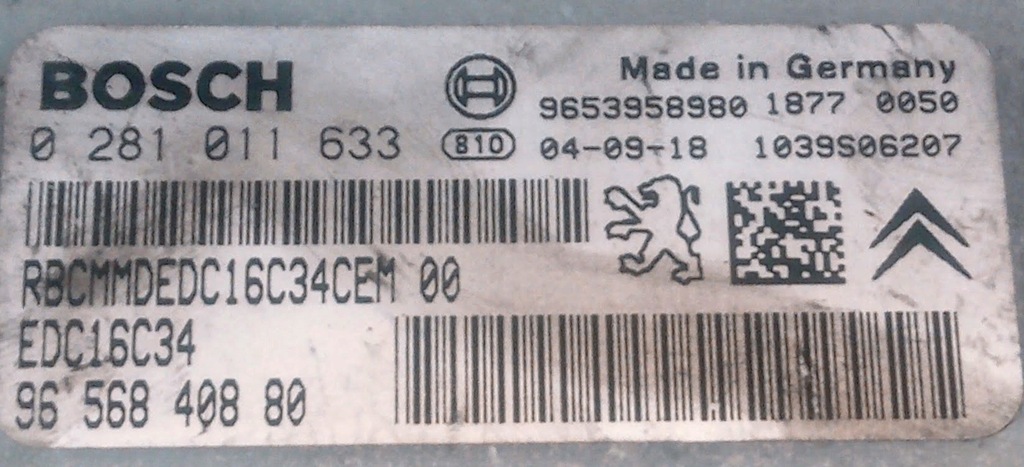 BOSCH
Made in Germany
9653958980 1877 0050
0 281 011 633
810 04-09-18 1039S06207
RBCMMDEDC16C34CEM 00
EDC16C34
96 568 408 80